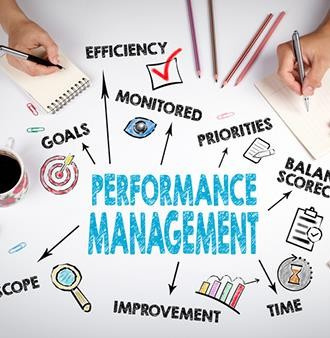 EFFICIENCY
MONITORED
GOALS
PRIORITIES
BALAN
SCOREC
PERFORMANCE
MANAGEMENT
SCOPE
IMPROVEMENT
TIME